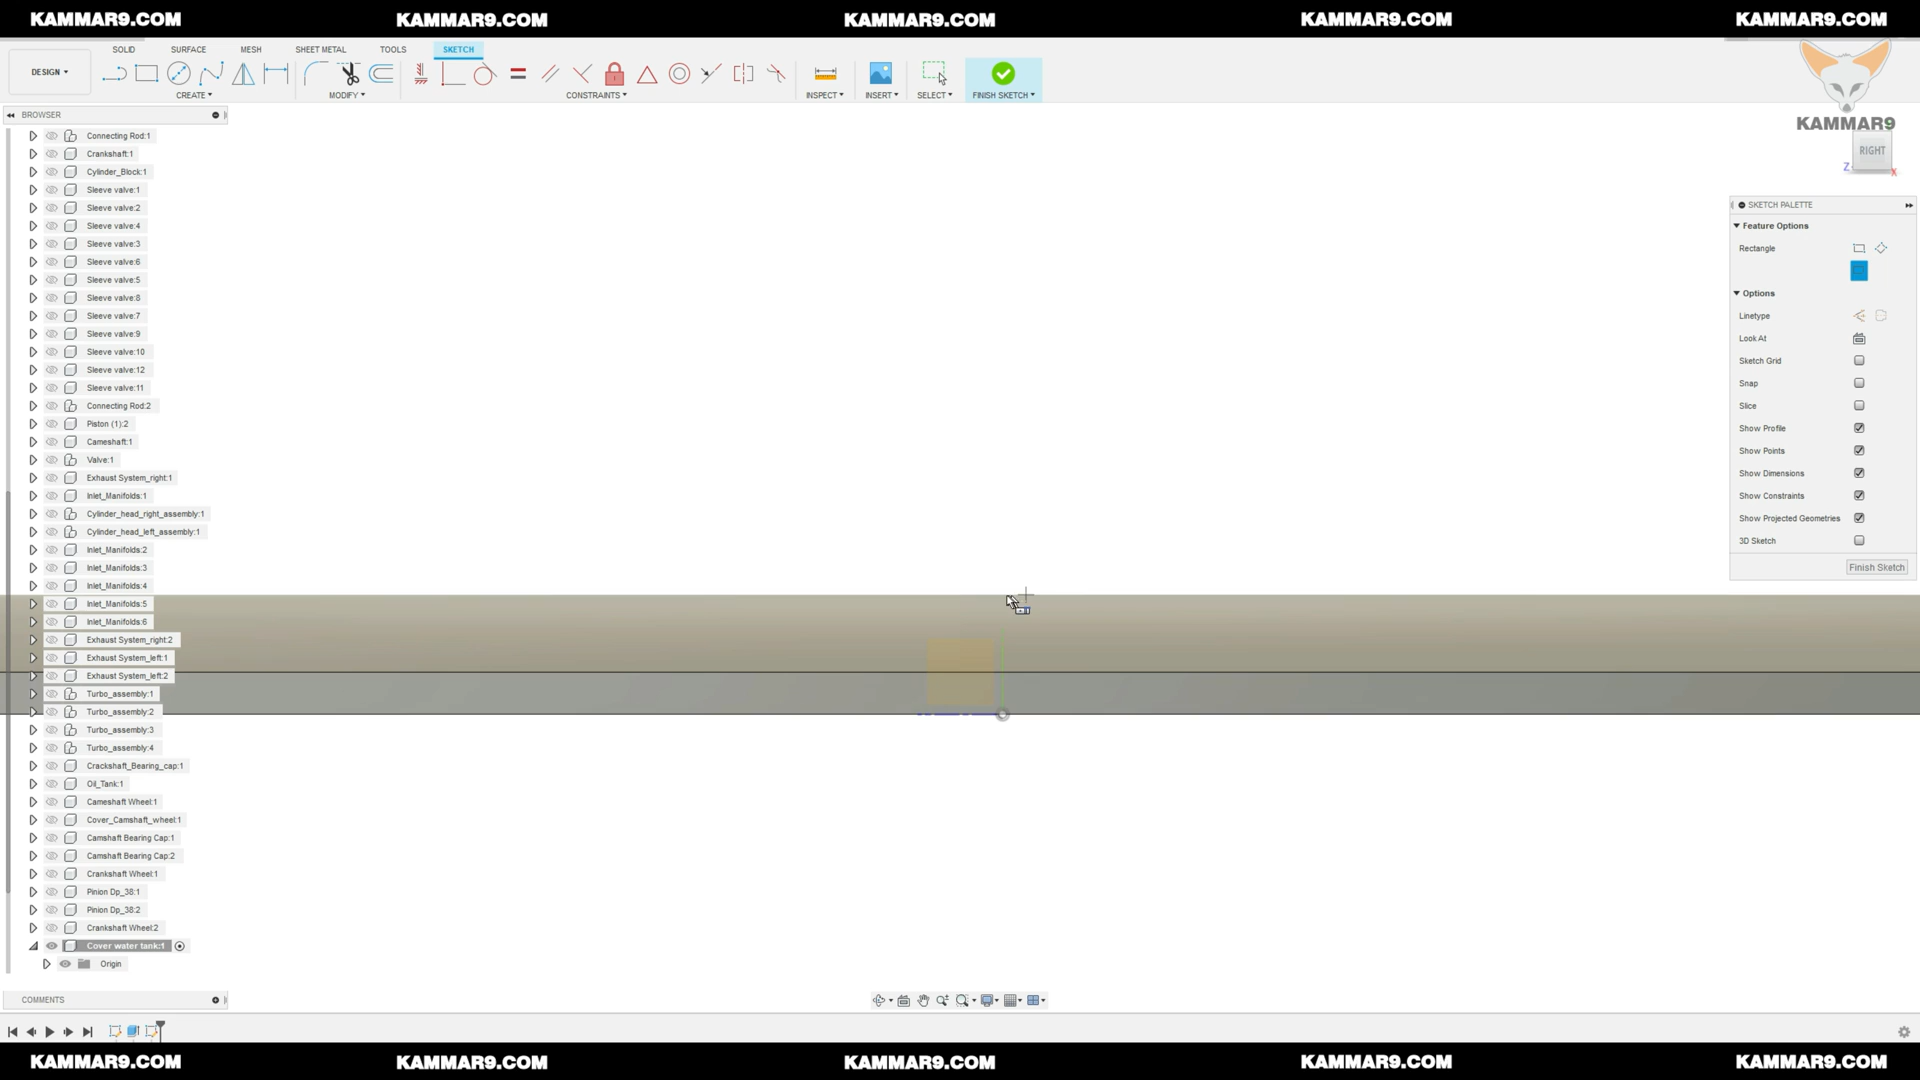 KAMMAR9.COM KAMMAR9.COM KAMMAR9.COM KAMMAR9.COM KAMMAR9.COM
SOLID SURFACE MESH SHEET METAL TOOLS SKETCH
DESIGN
CREATE MODIFY CONSTRAINTS INSPECT INSERT SELECT FINISH SKETCH
BROWSER
KAMMAR9
RIGHT
Z X
Connecting Rod:1
Crankshaft:1
Cylinder_Block:1
Sleeve valve:1
Sleeve valve:2
Sleeve valve:4
Sleeve valve:3
Sleeve valve:6
Sleeve valve:5
Sleeve valve:8
Sleeve valve:7
Sleeve valve:9
Sleeve valve:10
Sleeve valve:12
Sleeve valve:11
Connecting Rod:2
Piston (1):2
Cameshaft:1
Valve:1
Exhaust System_right:1
Inlet_Manifolds:1
Cylinder_head_right_assembly:1
Cylinder_head_left_assembly:1
Inlet_Manifolds:2
Inlet_Manifolds:3
Inlet_Manifolds:4
Inlet_Manifolds:5
Inlet_Manifolds:6
Exhaust System_right:2
Exhaust System_left:1
Exhaust System_left:2
Turbo_assembly:1
Turbo_assembly:2
Turbo_assembly:3
Turbo_assembly:4
Crackshaft_Bearing_cap:1
Oil_Tank:1
Cameshaft Wheel:1
Cover_Camshaft_wheel:1
Camshaft Bearing Cap:1
Camshaft Bearing Cap:2
Crankshaft Wheel:1
Pinion Dp_38:1
Pinion Dp_38:2
Crankshaft Wheel:2
Cover water tank:1
Origin
SKETCH PALETTE
Feature Options
Rectangle
Options
Linetype
Look At
Sketch Grid
Snap
Slice
Show Profile
Show Points
Show Dimensions
Show Constraints
Show Projected Geometries
3D Sketch
Finish Sketch
COMMENTS
KAMMAR9.COM KAMMAR9.COM KAMMAR9.COM KAMMAR9.COM KAMMAR9.COM